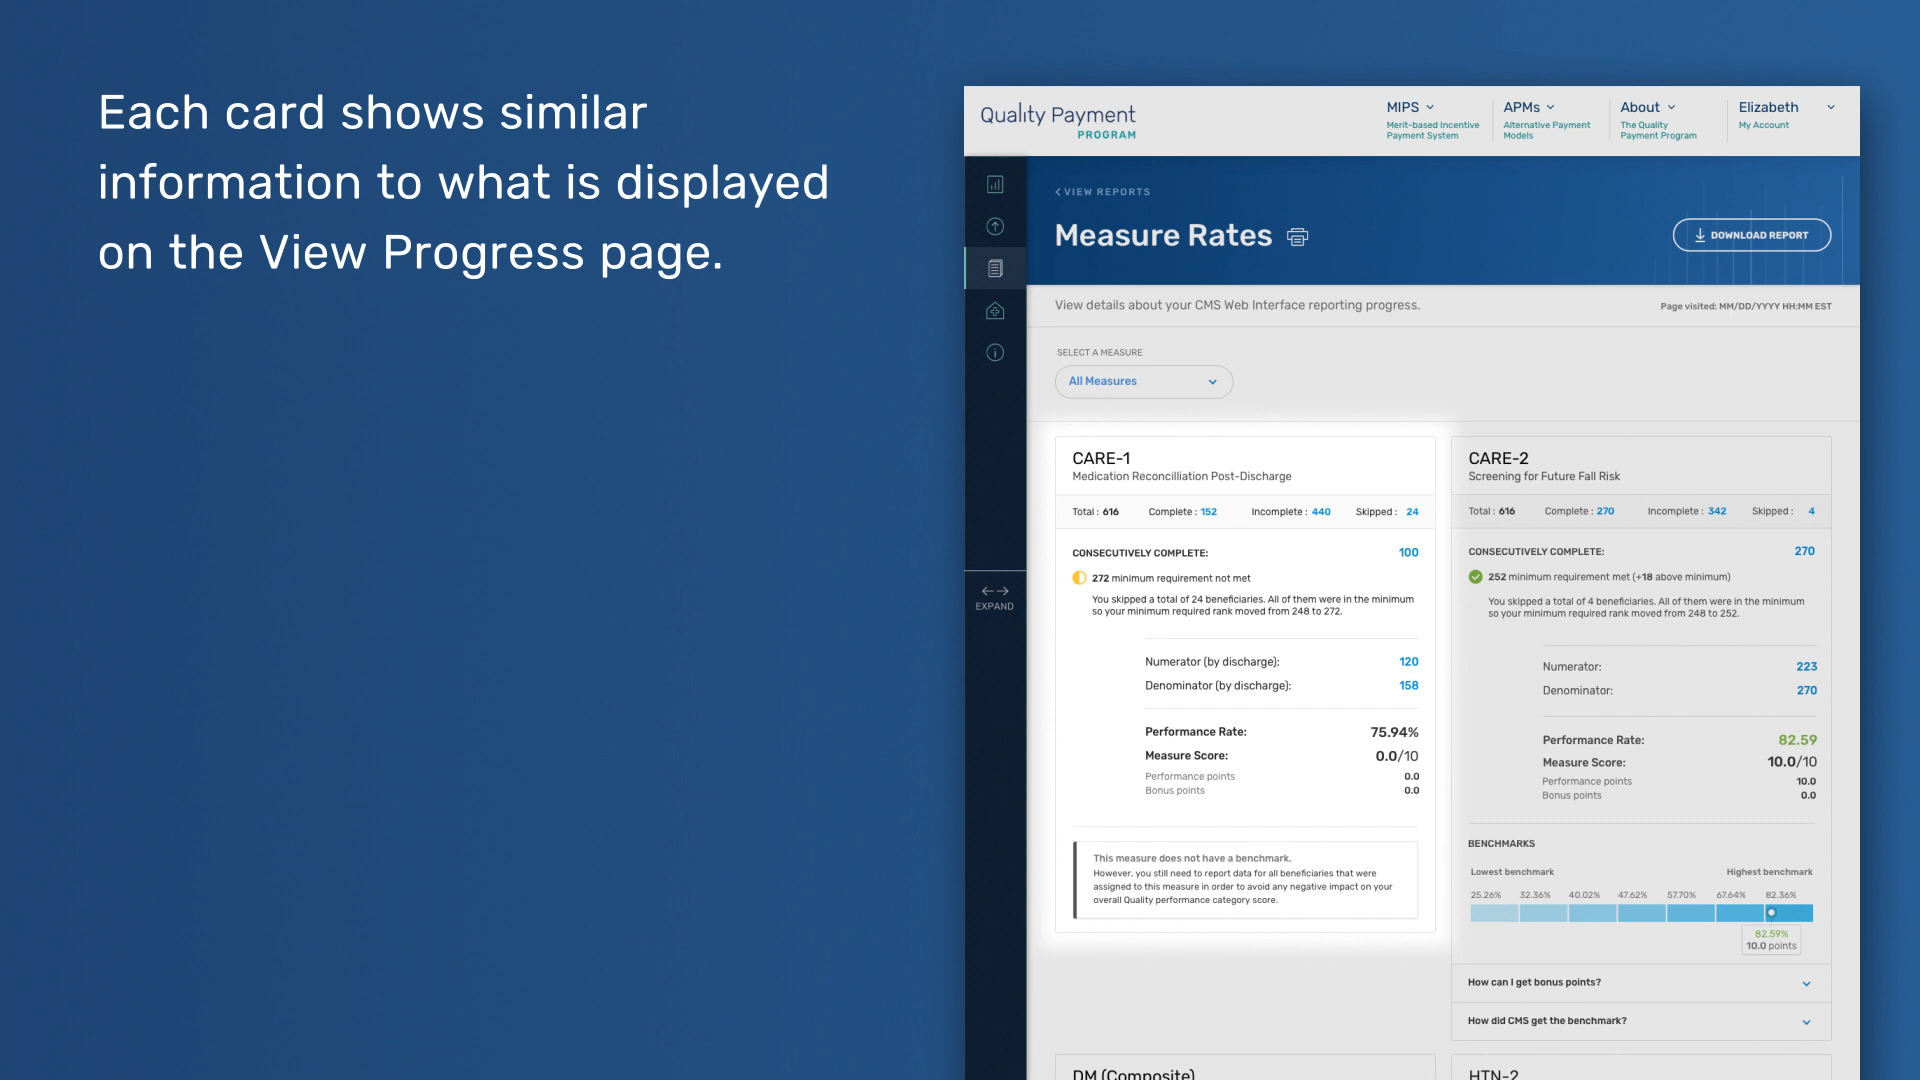 Each card shows similar
information to what is displayed
on the View Progress page.
Quality Payment
PROGRAM
MIPS
Merit-based Incentive
Payment System
APMs
Alternative Payment
Models
About
The Quality
Payment Program
Elizabeth
My Account
VIEW REPORTS
Measure Rates
DOWNLOAD REPORT
View details about your CMS Web Interface reporting progress.
Page visited: MM/DD/YYYY HH:MM EST
SELECT A MEASURE
All Measures
EXPAND
CARE-1
Medication Reconcilliation Post-Discharge
Total : 616 Complete : 152 Incomplete : 440 Skipped : 24
CONSECUTIVELY COMPLETE: 100
272 minimum requirement not met
You skipped a total of 24 beneficiaries. All of them were in the minimum
so your minimum required rank moved from 248 to 272.
Numerator (by discharge): 120
Denominator (by discharge): 158
Performance Rate: 75.94%
Measure Score: 0.0/10
Performance points 0.0
Bonus points 0.0
This measure does not have a benchmark.
However, you still need to report data for all beneficiaries that were
assigned to this measure in order to avoid any negative impact on your
overall Quality performance category score.
CARE-2
Screening for Future Fall Risk
Total : 616 Complete : 270 Incomplete : 342 Skipped : 4
CONSECUTIVELY COMPLETE: 270
252 minimum requirement met (+18 above minimum)
You skipped a total of 4 beneficiaries. All of them were in the minimum
so your minimum required rank moved from 248 to 252.
Numerator: 223
Denominator: 270
Performance Rate: 82.59
Measure Score: 10.0/10
Performance points 10.0
Bonus points 0.0
BENCHMARKS
Lowest benchmark Highest benchmark
25.26% 32.36% 40.02% 47.62% 57.70% 67.64% 82.36%
82.59%
10.0 points
How can I get bonus points?
How did CMS get the benchmark?
DM (Composite)
HTN-2